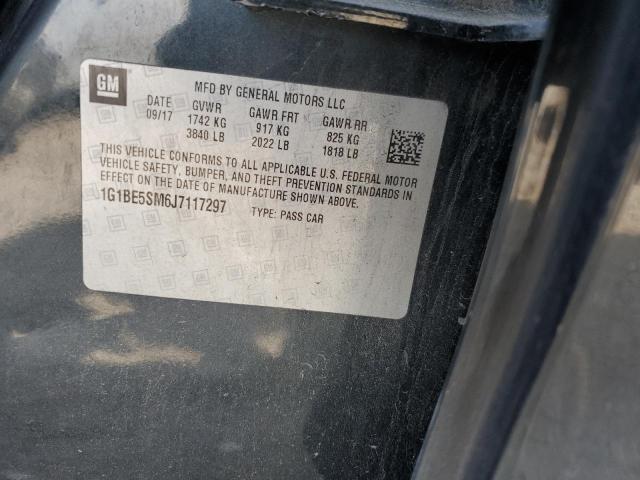 GM
MFD BY GENERAL MOTORS LLC
DATE GVWR GAWR FRT GAWR RR
09/17 1742 KG 917 KG 825 KG
3840 LB 2022 LB 1818 LB
THIS VEHICLE CONFORMS TO ALL APPLICABLE U.S. FEDERAL MOTOR
VEHICLE SAFETY, BUMPER, AND THEFT PREVENTION STANDARDS IN
EFFECT ON THE DATE OF MANUFACTURE SHOWN ABOVE.
1G1BE5SM6J7117297 TYPE: PASS CAR